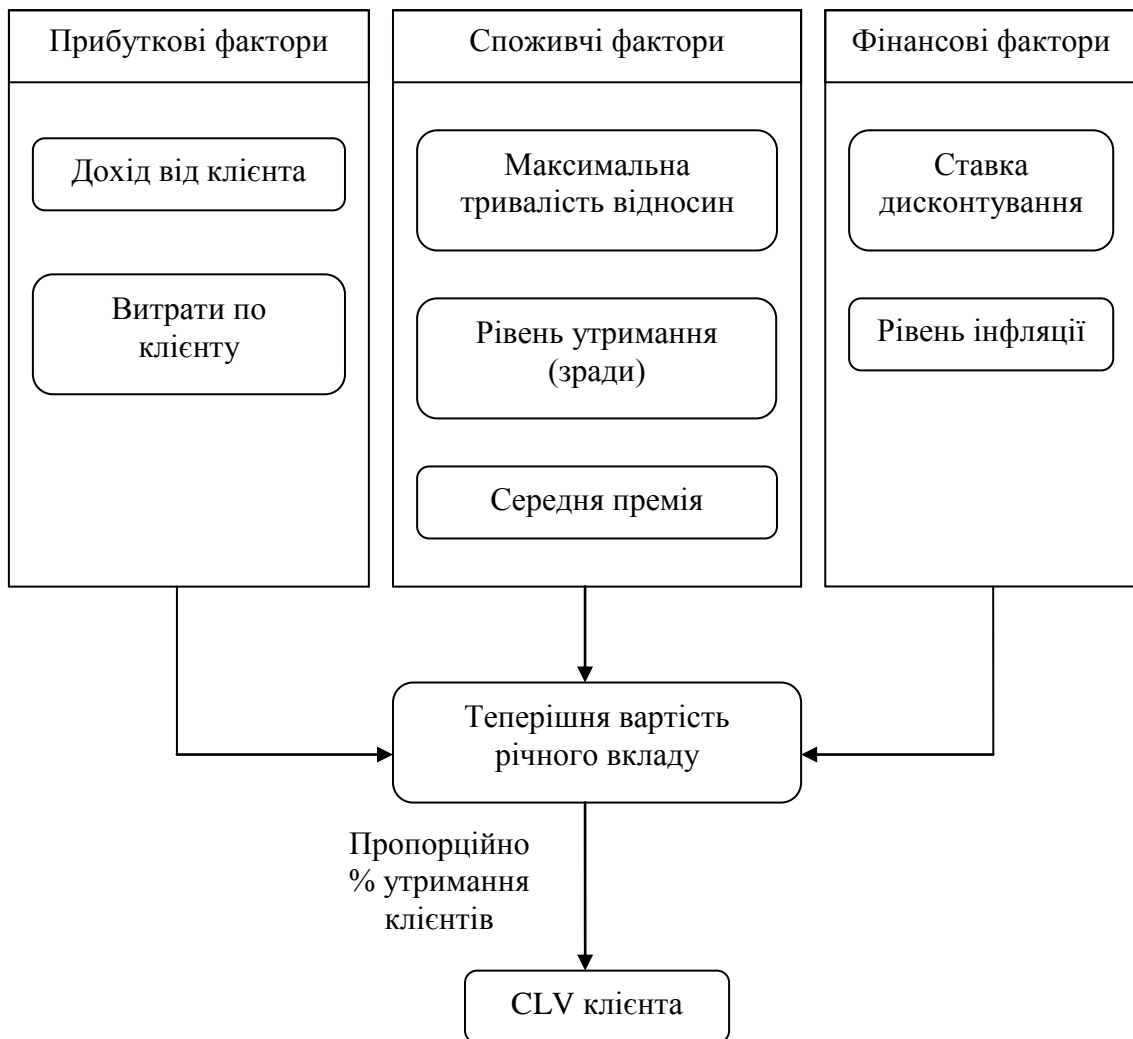 Прибуткові фактори
Дохід від клієнта
Витрати по
клієнту
Споживчі фактори
Максимальна
тривалість відносин
Рівень утримання
(зради)
Середня премія
Фінансові фактори
Ставка
дисконтування
Рівень інфляції
Теперішня вартість
річного вкладу
Пропорційно
% утримання
клієнтів
CLV клієнта